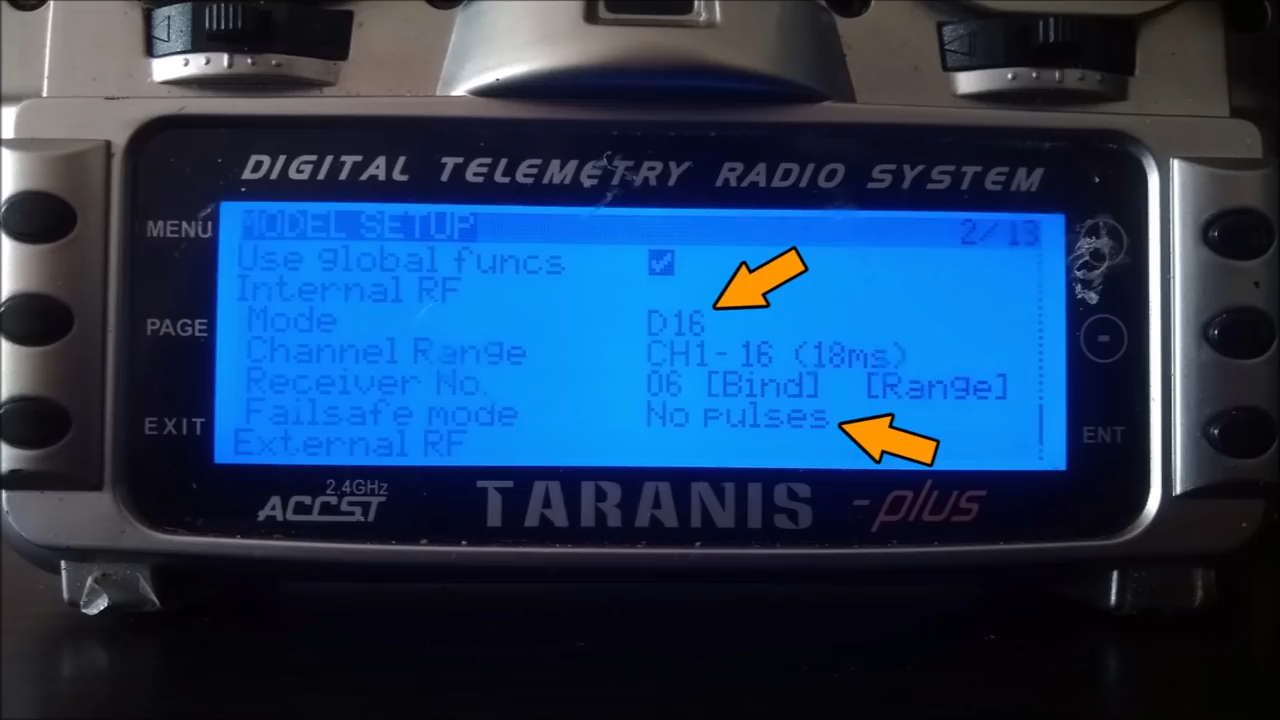 DIGITAL TELEMETRY RADIO SYSTEM
MENU
PAGE
EXIT
MODEL SETUP 2/13
Use global funcs
Internal RF
Mode D16
Channel Range CH1-16 (18ms)
Receiver No. 06 [Bind] [Range]
Failsafe mode No pulses
External RF
-
ENT
2.4GHz
ACCST
TARANIS -plus